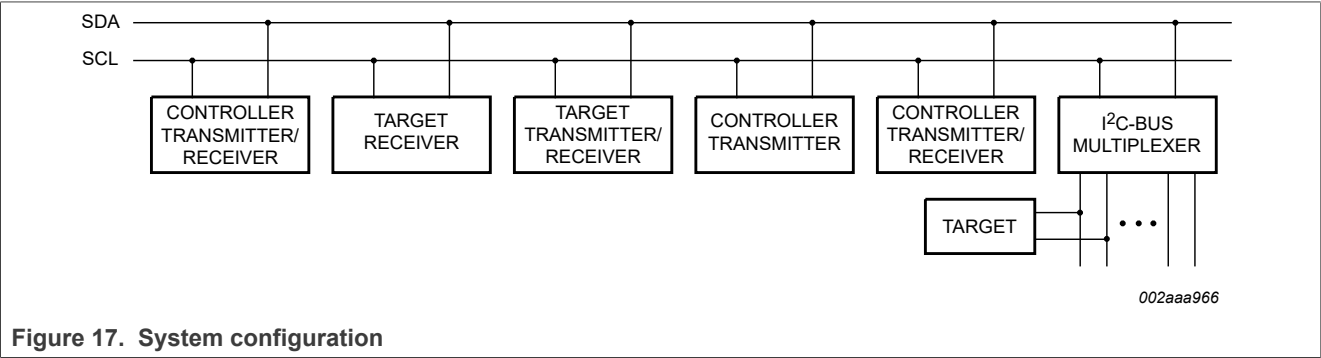 SDA
SCL
CONTROLLER
TRANSMITTER/
RECEIVER
TARGET
RECEIVER
TARGET
TRANSMITTER/
RECEIVER
CONTROLLER
TRANSMITTER
CONTROLLER
TRANSMITTER/
RECEIVER
I²C-BUS
MULTIPLEXER
TARGET
002aaa966
Figure 17. System configuration